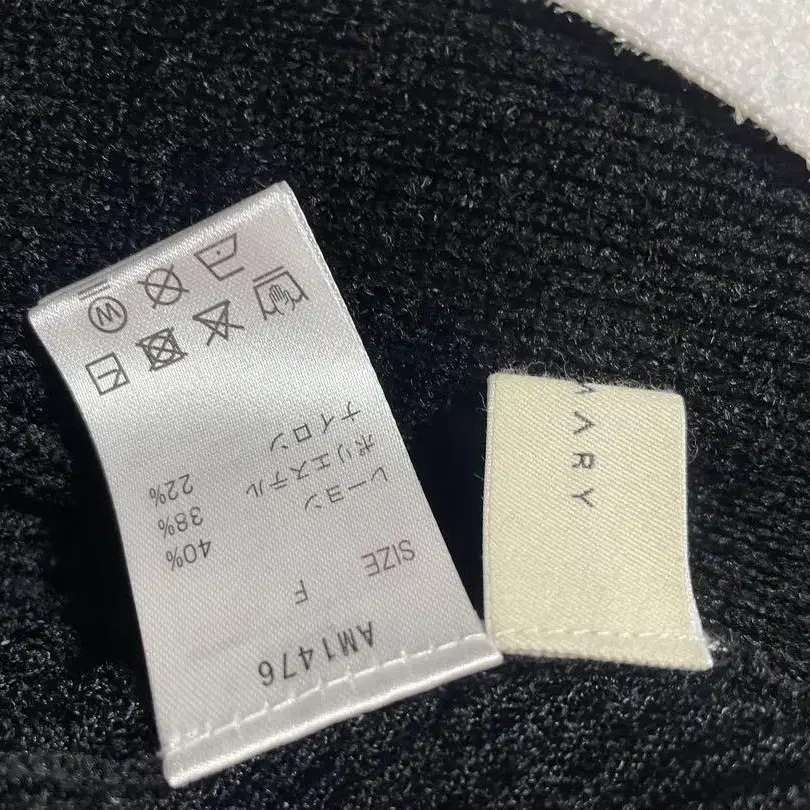 AM1476
SIZE F
レーヨン 40%
ポリエステル 38%
ナイロン 22%
W
MARY